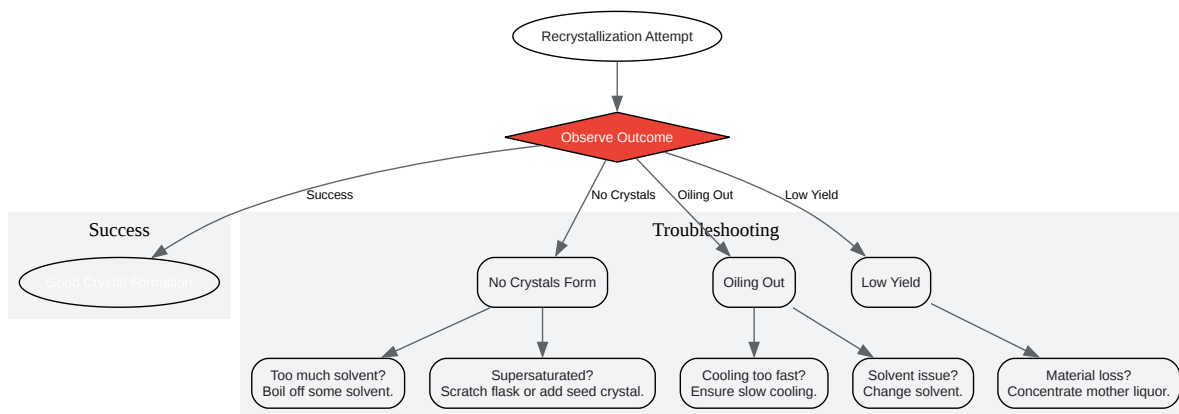 Recrystallization Attempt
Observe Outcome
Success
No Crystals
Oiling Out
Low Yield
Success
Troubleshooting
Good Crystal Formation
No Crystals Form
Oiling Out
Low Yield
Too much solvent?
Boil off some solvent.
Supersaturated?
Scratch flask or add seed crystal.
Cooling too fast?
Ensure slow cooling.
Solvent issue?
Change solvent.
Material loss?
Concentrate mother liquor.